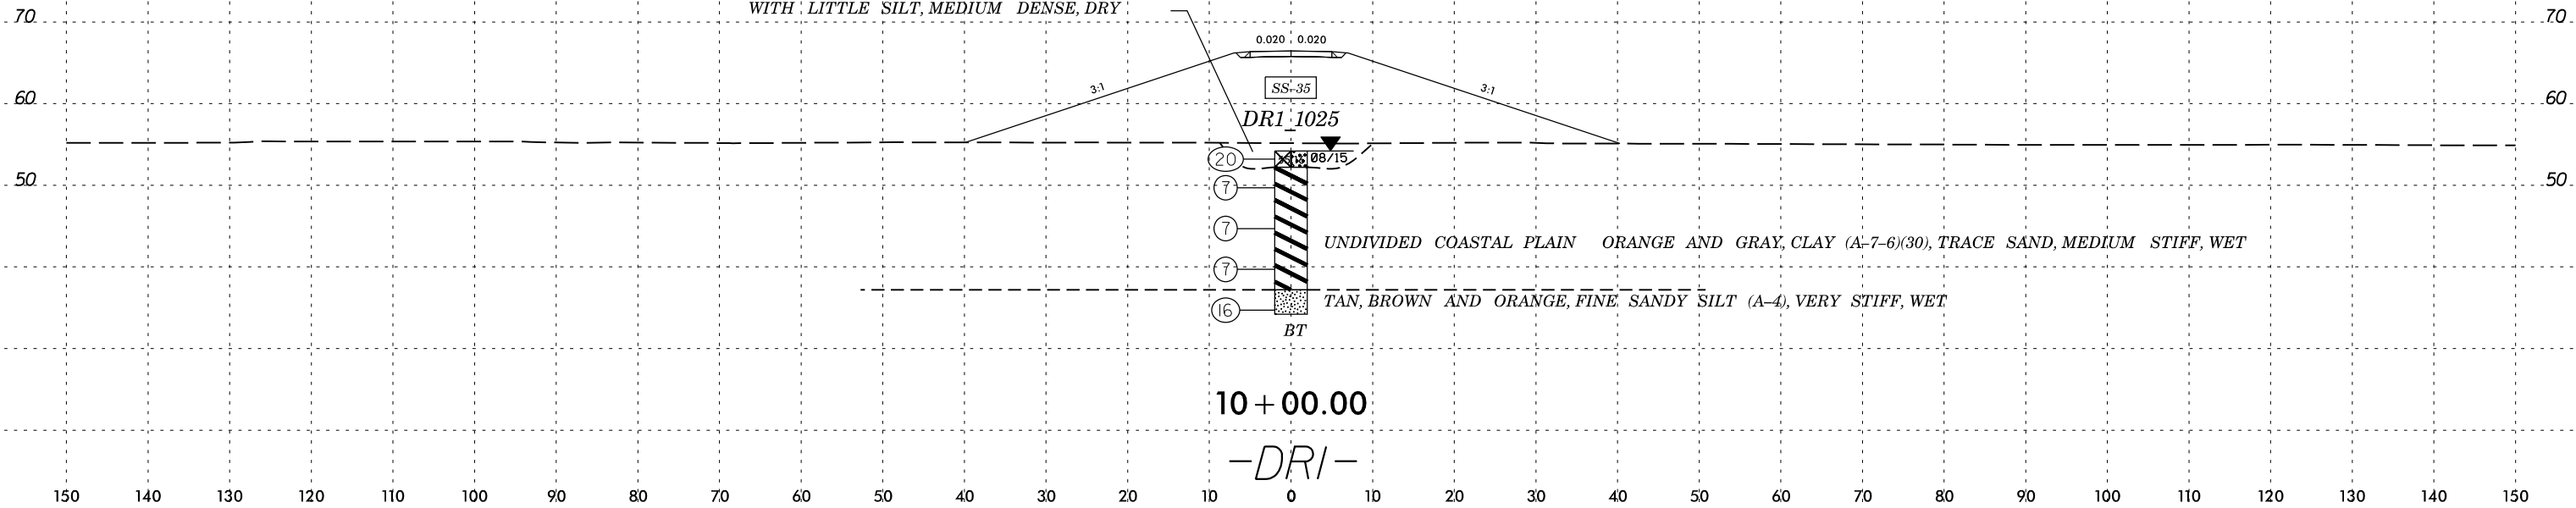 WITH LITTLE SILT, MEDIUM DENSE, DRY
70 70
0.020 0.020
3:1 3:1
SS-35
60 60
DR1_1025
20 08/15
50 50
7
7
UNDIVIDED COASTAL PLAIN ORANGE AND GRAY, CLAY (A-7-6)(30), TRACE SAND, MEDIUM STIFF, WET
7
TAN, BROWN AND ORANGE, FINE SANDY SILT (A-4), VERY STIFF, WET
16
BT
10+00.00
-DR1-
150 140 130 120 110 100 90 80 70 60 50 40 30 20 10 0 10 20 30 40 50 60 70 80 90 100 110 120 130 140 150